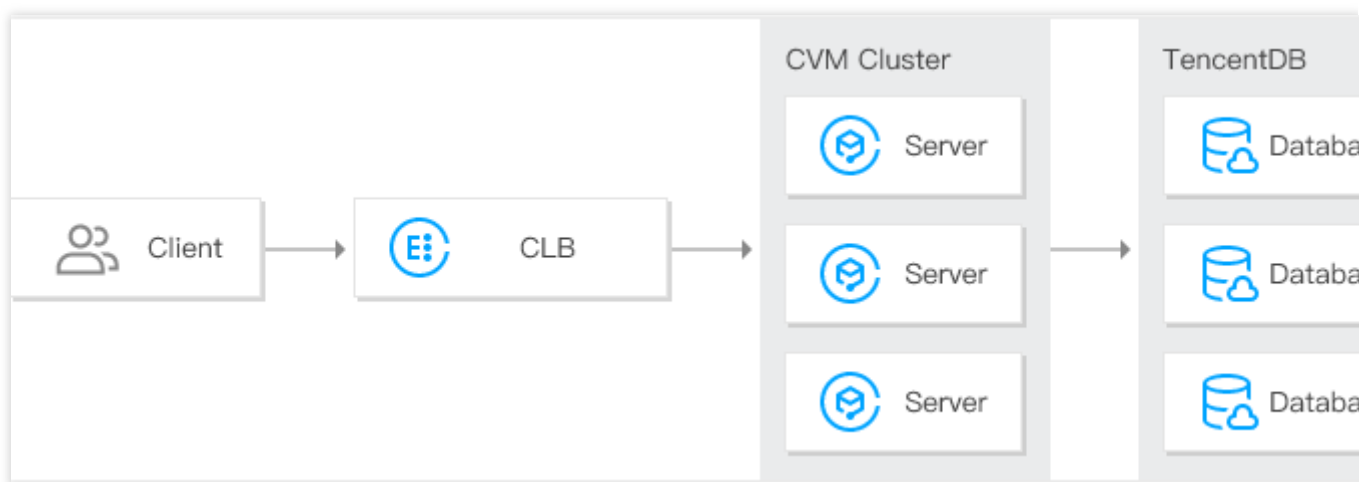 CVM Cluster
TencentDB
Server
Databa
Client
CLB
Server
Databa
Server
Databa